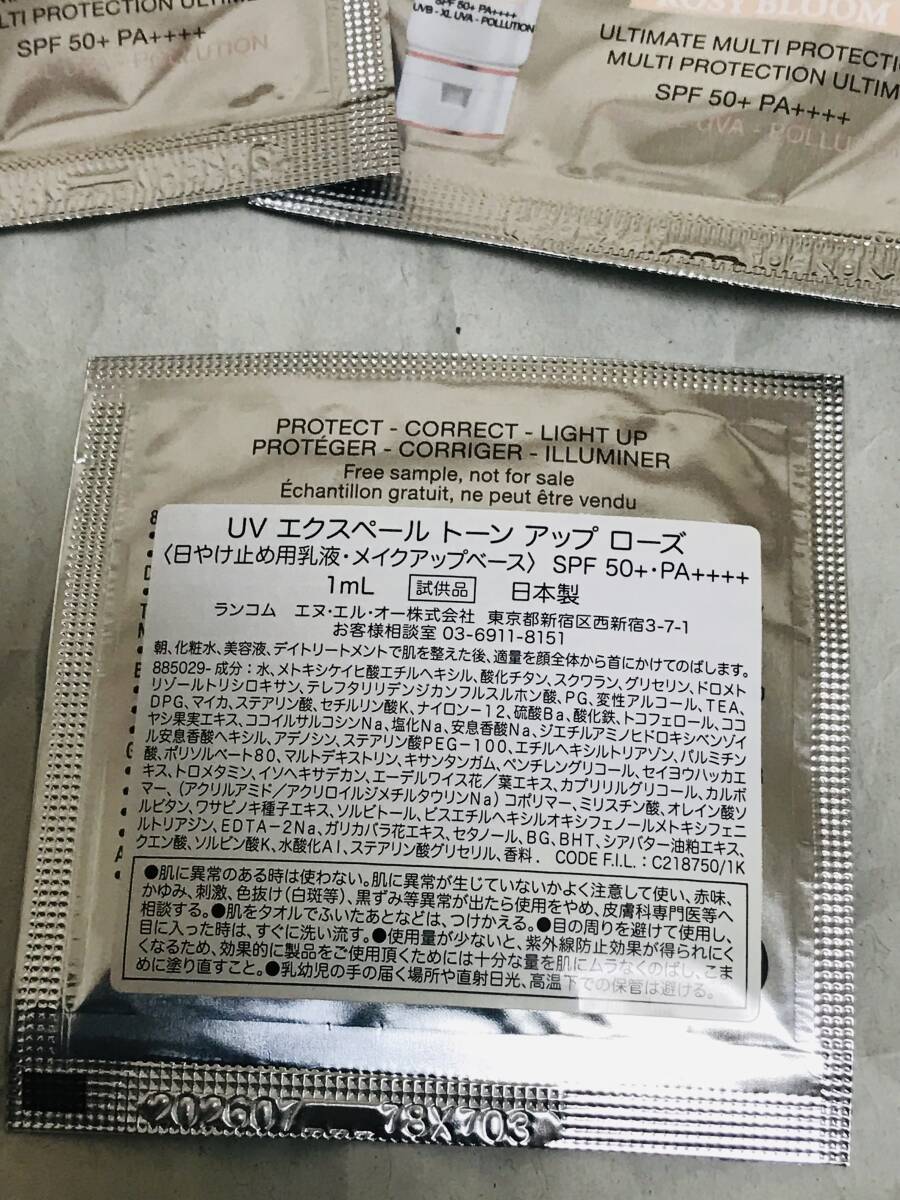 LTI PROTECTION ULTIM
SPF 50+ PA++++
XL UVA - POLLUTION
SPF 50+ PA++++
UVB - XL UVA - POLLUTION
ROSY BLOOM
ULTIMATE MULTI PROTECTIO
MULTI PROTECTION ULTIM
SPF 50+ PA++++
UVA - POLLU
PROTECT - CORRECT - LIGHT UP
PROTÉGER - CORRIGER - ILLUMINER
Free sample, not for sale
Échantillon gratuit, ne peut être vendu
UV エクスペール トーン アップ ローズ
〈日やけ止め用乳液・メイクアップベース〉 SPF 50+・PA++++
1mL 試供品 日本製
ランコム エヌ・エル・オー株式会社 東京都新宿区西新宿3-7-1
お客様相談室 03-6911-8151
朝、化粧水、美容液、デイトリートメントで肌を整えた後、適量を顔全体から首にかけてのばします。
885029- 成分：水、メトキシケイヒ酸エチルヘキシル、酸化チタン、スクワラン、グリセリン、ドロメト
リゾールトリシロキサン、テレフタリリデンジカンフルスルホン酸、PG、変性アルコール、TEA、
DPG、マイカ、ステアリン酸、セチルリン酸K、ナイロン－12、硫酸Ba、酸化鉄、トコフェロール、ココ
ヤシ果実エキス、ココイルサルコシンNa、塩化Na、安息香酸Na、ジエチルアミノヒドロキシベンゾイ
ル安息香酸ヘキシル、アデノシン、ステアリン酸PEG-100、エチルヘキシルトリアゾン、パルミチン
酸、ポリソルベート80、マルトデキストリン、キサンタンガム、ペンチレングリコール、セイヨウハッカエ
キス、トロメタミン、イソヘキサデカン、エーデルワイス花／葉エキス、カプリリルグリコール、カルボ
マー、（アクリルアミド／アクリロイルジメチルタウリンNa）コポリマー、ミリスチン酸、オレイン酸ソ
ルビタン、ワサビノキ種子エキス、ソルビトール、ビスエチルヘキシルオキシフェノールメトキシフェニ
ルトリアジン、EDTA－2Na、ガリカバラ花エキス、セタノール、BG、BHT、シアバター油粕エキス、
クエン酸、ソルビン酸K、水酸化Al、ステアリン酸グリセリル、香料． CODE F.I.L. : C218750/1K
●肌に異常のある時は使わない。肌に異常が生じていないかよく注意して使い、赤味、
かゆみ、刺激、色抜け(白斑等)、黒ずみ等異常が出たら使用をやめ、皮膚科専門医等へ
相談する。●肌をタオルでふいたあとなどは、つけかえる。●目の周りを避けて使用し、
目に入った時は、すぐに洗い流す。●使用量が少ないと、紫外線防止効果が得られにく
くなるため、効果的に製品をご使用頂くためには十分な量を肌にムラなくのばし、こま
めに塗り直すこと。●乳幼児の手の届く場所や直射日光、高温下での保管は避ける。
202607 78X703